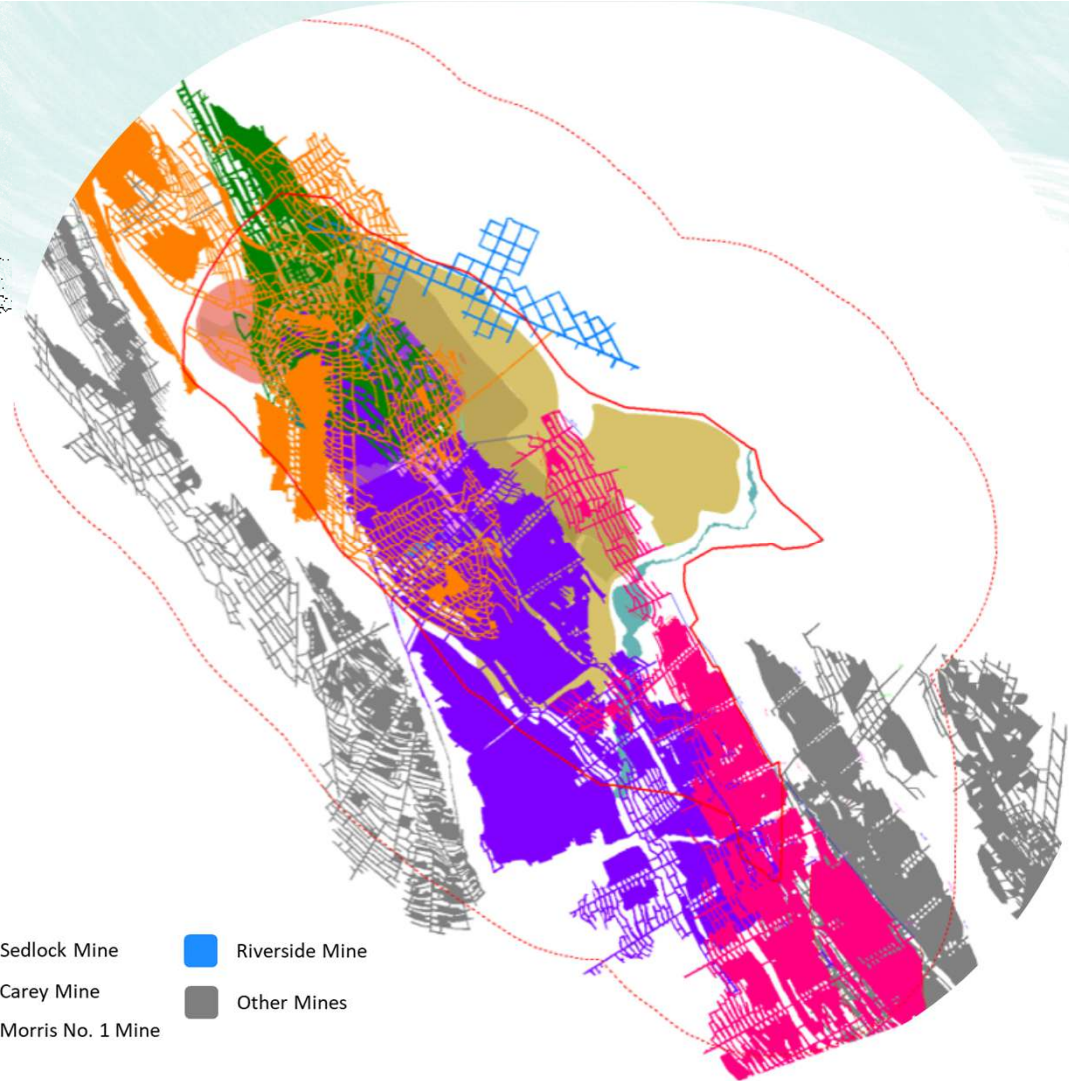 Sedlock Mine
Riverside Mine
Carey Mine
Other Mines
Morris No. 1 Mine